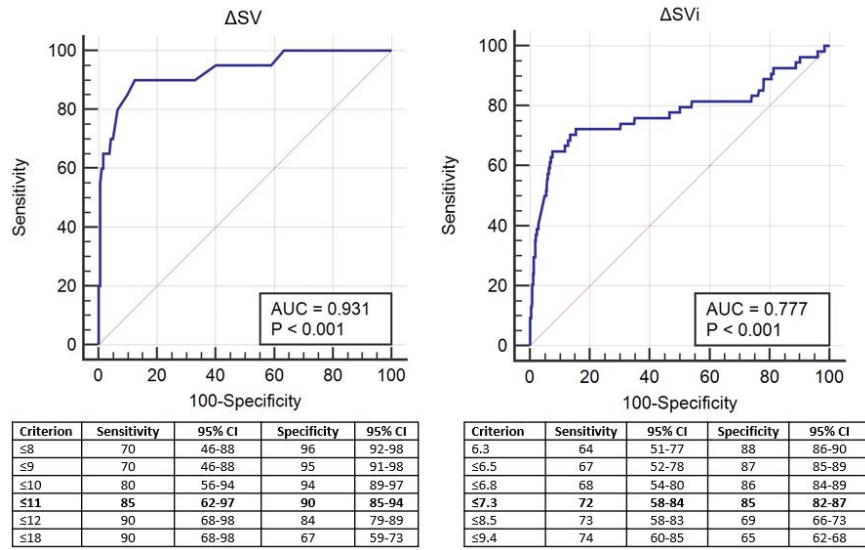 ΔSV
Sensitivity
100
80
60
40
20
0
AUC = 0.931
P < 0.001
0 20 40 60 80 100
100-Specificity
Criterion Sensitivity 95% CI Specificity 95% CI
≤8 70 46-88 96 92-98
≤9 70 46-88 95 91-98
≤10 80 56-94 94 89-97
≤11 85 62-97 90 85-94
≤12 90 68-98 84 79-89
≤18 90 68-98 67 59-73
ΔSVi
Sensitivity
100
80
60
40
20
0
AUC = 0.777
P < 0.001
0 20 40 60 80 100
100-Specificity
Criterion Sensitivity 95% CI Specificity 95% CI
6.3 64 51-77 88 86-90
≤6.5 67 52-78 87 85-89
≤6.8 68 54-80 86 84-89
≤7.3 72 58-84 85 82-87
≤8.5 73 58-83 69 66-73
≤9.4 74 60-85 65 62-68